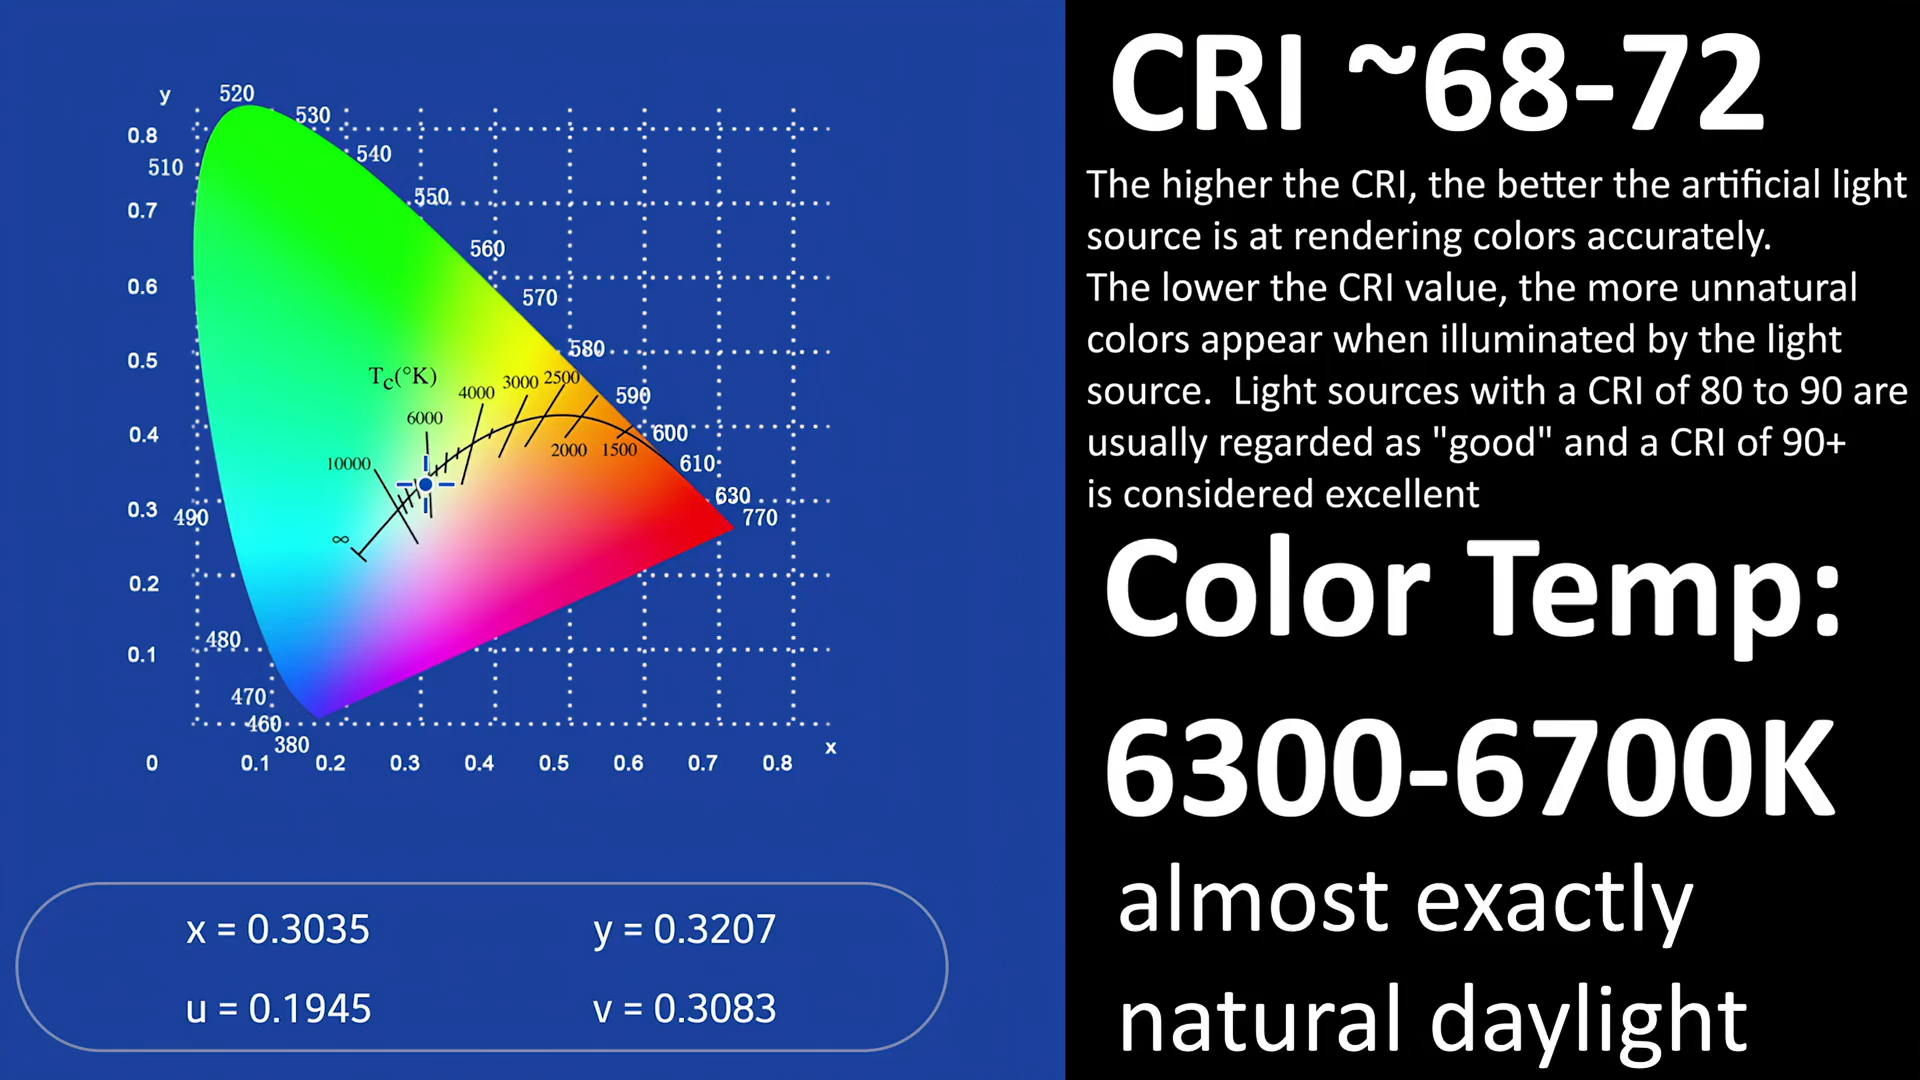 y
520
530
0.8
540
510
550
0.7
560
0.6
570
580
0.5
Tc(°K)
2500
3000
4000
590
6000
0.4
600
2000
1500
10000
610
630
0.3
490
770
∞
0.2
480
0.1
470
460
380
x
0
0.1
0.2
0.3
0.4
0.5
0.6
0.7
0.8
x = 0.3035
y = 0.3207
u = 0.1945
v = 0.3083
CRI ~68-72
The higher the CRI, the better the artificial light
source is at rendering colors accurately.
The lower the CRI value, the more unnatural
colors appear when illuminated by the light
source.  Light sources with a CRI of 80 to 90 are
usually regarded as "good" and a CRI of 90+
is considered excellent
Color Temp:
6300-6700K
almost exactly
natural daylight